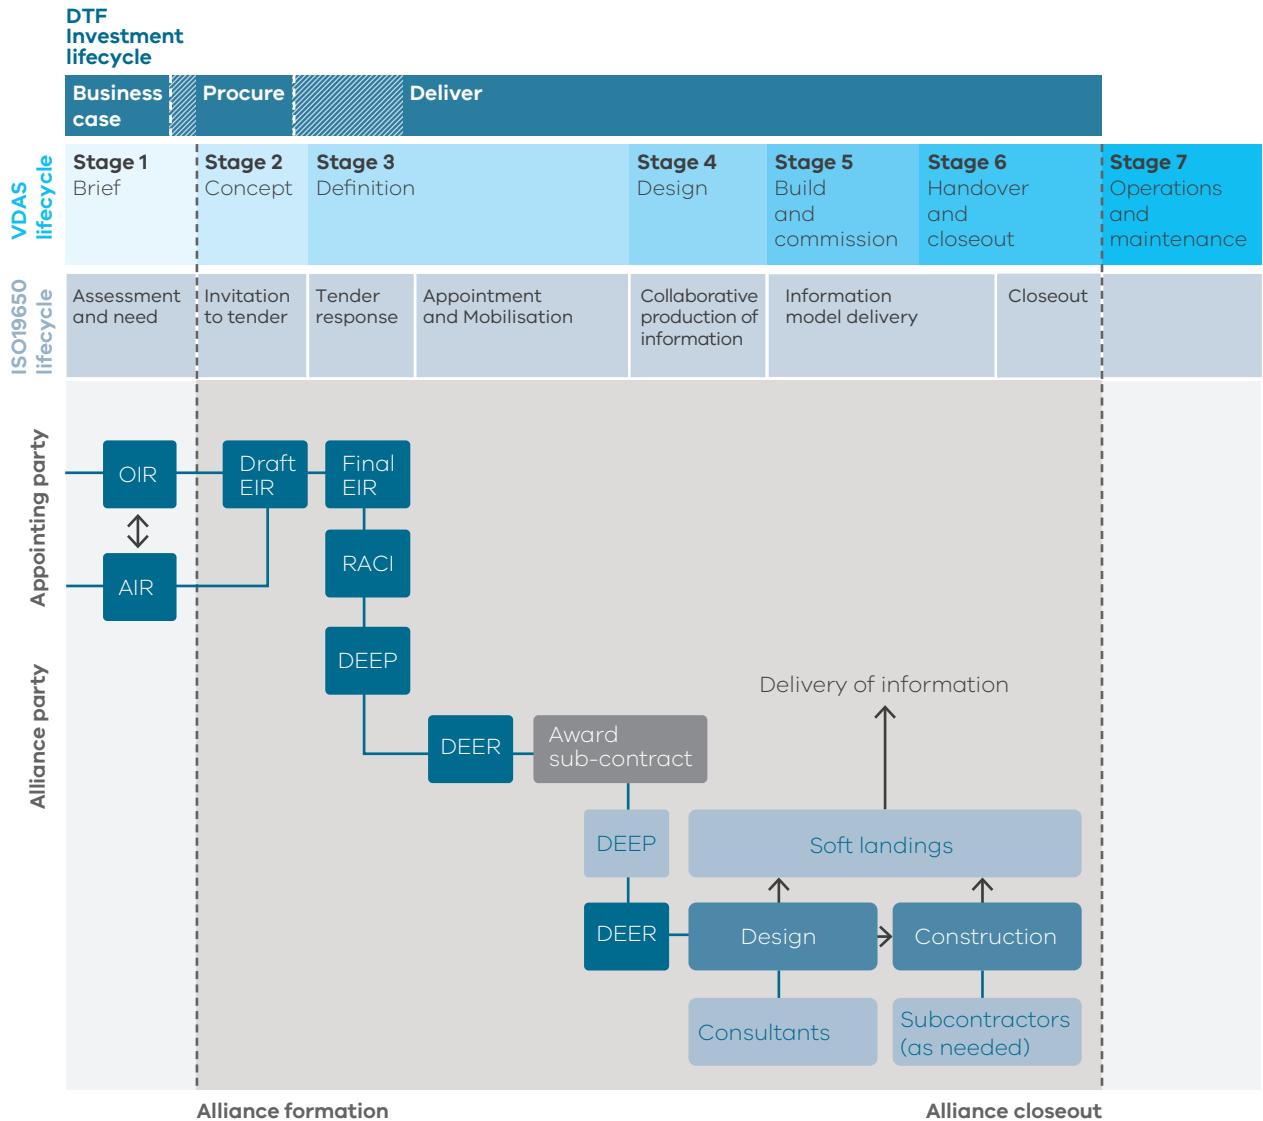 DTF
Investment
lifecycle
Business
case
Procure
Deliver
VDAS
lifecycle
Stage 1
Brief
Stage 2
Concept
Stage 3
Definition
Stage 4
Design
Stage 5
Build
and
commission
Stage 6
Handover
and
closeout
Stage 7
Operations
and
maintenance
ISO19650
lifecycle
Assessment
and need
Invitation
to tender
Tender
response
Appointment
and Mobilisation
Collaborative
production of
information
Information
model delivery
Closeout
Appointing party
OIR
Draft
EIR
Final
EIR
RACI
AIR
DEEP
Alliance party
Delivery of information
DEER
Award
sub-contract
DEEP
Soft landings
DEER
Design
Construction
Consultants
Subcontractors
(as needed)
Alliance formation
Alliance closeout